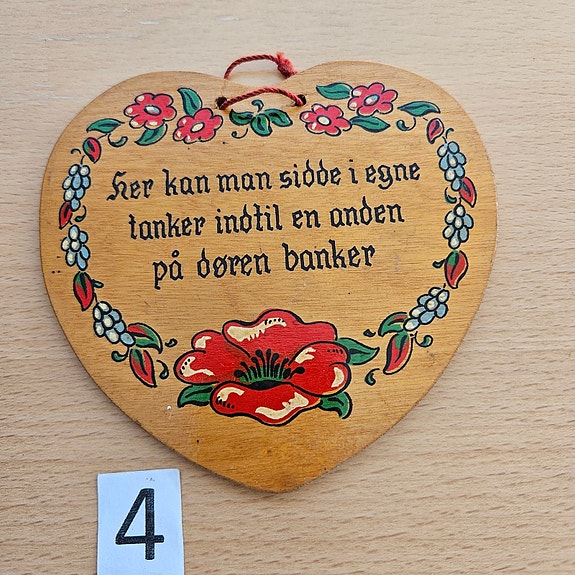 Her kan man sidde i egne
tanker indtil en anden
på døren banker
4